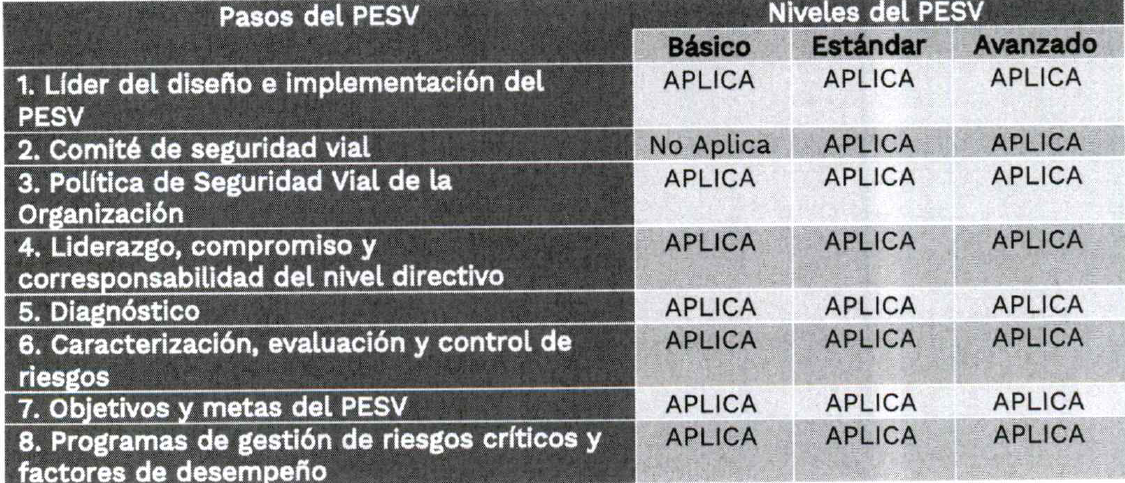 Pasos del PESV Niveles del PESV
Básico Estándar Avanzado
1. Líder del diseño e implementación del APLICA APLICA APLICA
PESV
2. Comité de seguridad vial No Aplica APLICA APLICA
3. Política de Seguridad Vial de la APLICA APLICA APLICA
Organización
4. Liderazgo, compromiso y APLICA APLICA APLICA
corresponsabilidad del nivel directivo
5. Diagnóstico APLICA APLICA APLICA
6. Caracterización, evaluación y control de APLICA APLICA APLICA
riesgos
7. Objetivos y metas del PESV APLICA APLICA APLICA
8. Programas de gestión de riesgos críticos y APLICA APLICA APLICA
factores de desempeño